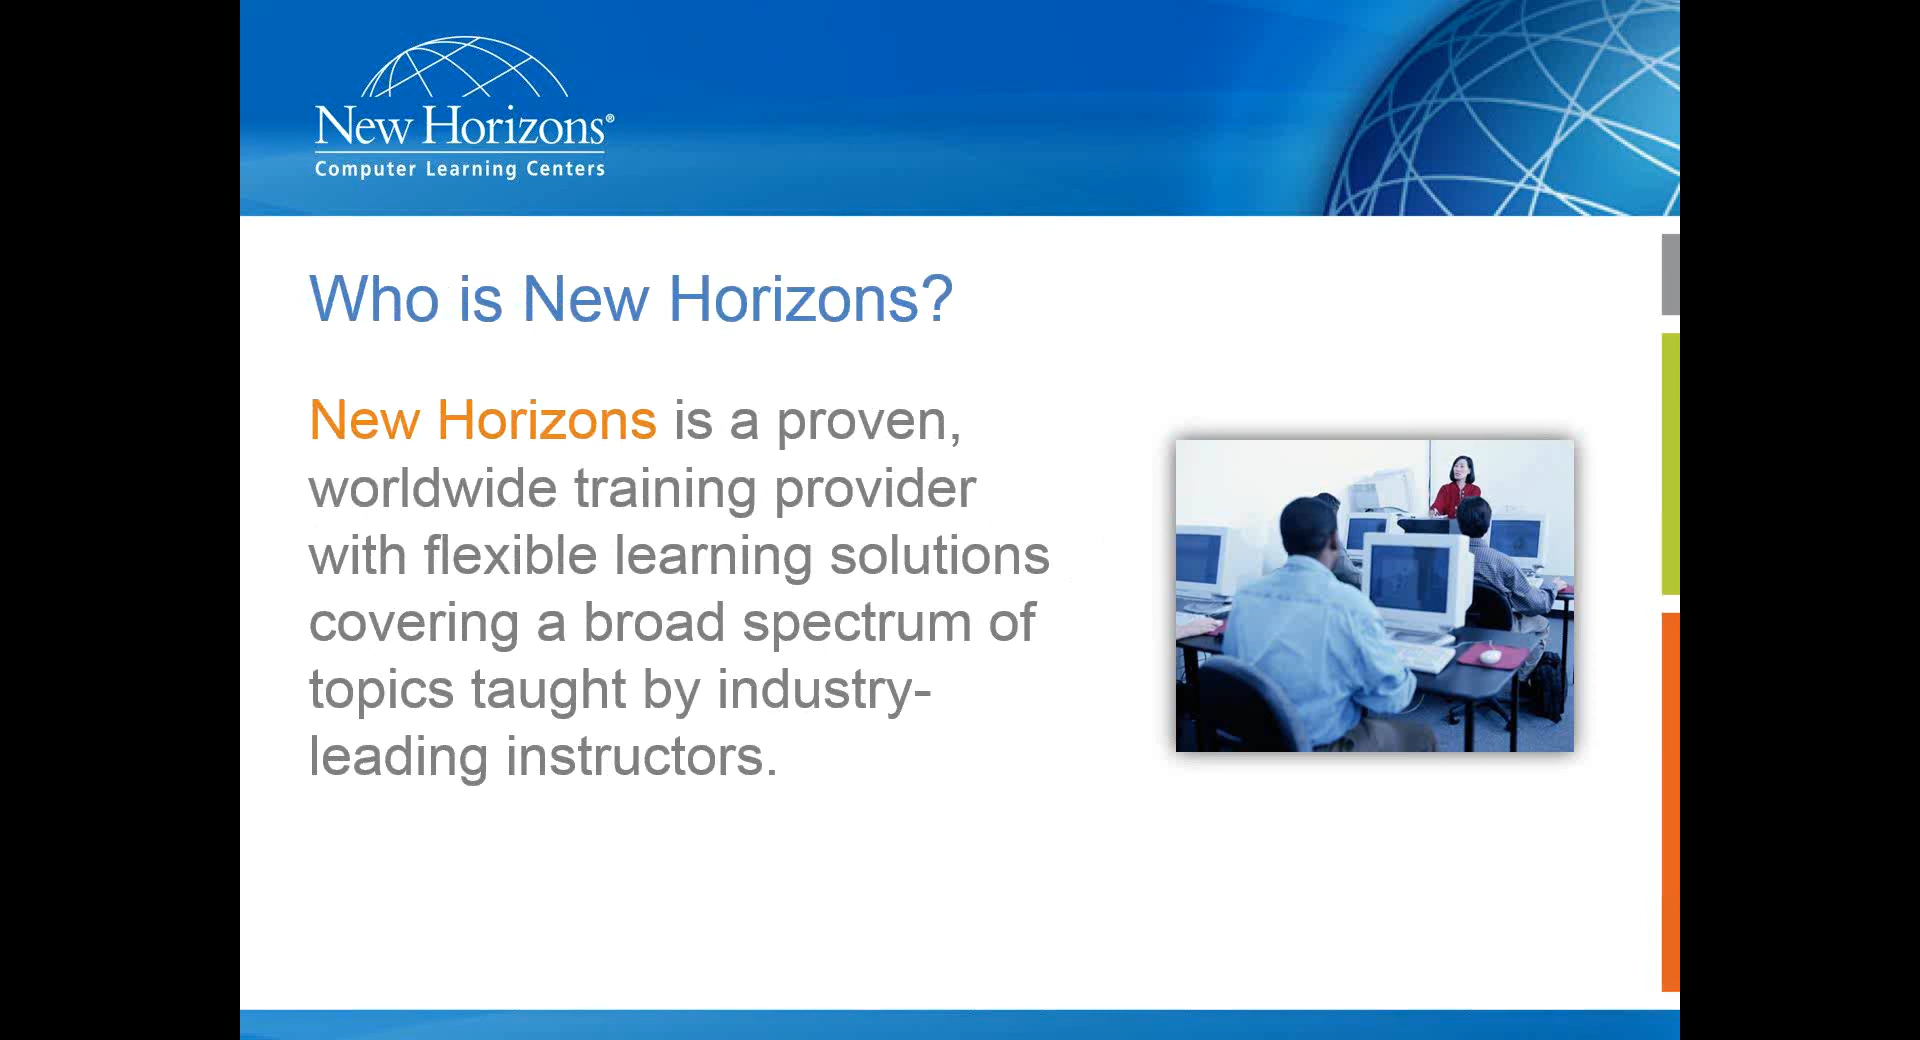 New Horizons®
Computer Learning Centers
Who is New Horizons?
New Horizons is a proven,
worldwide training provider
with flexible learning solutions
covering a broad spectrum of
topics taught by industry-
leading instructors.